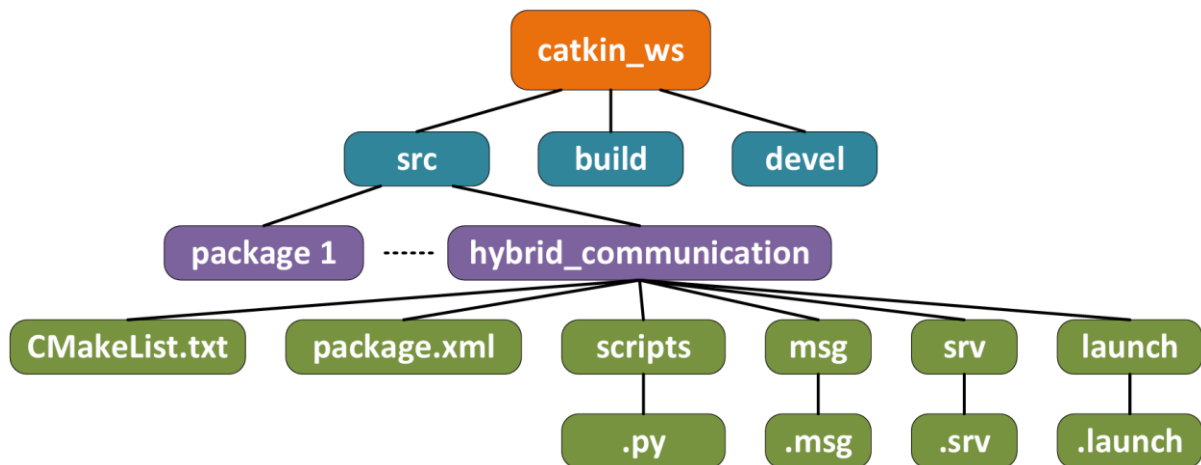 catkin_ws
src
build
devel
package 1
hybrid_communication
CMakeList.txt
package.xml
scripts
msg
srv
launch
.py
.msg
.srv
.launch